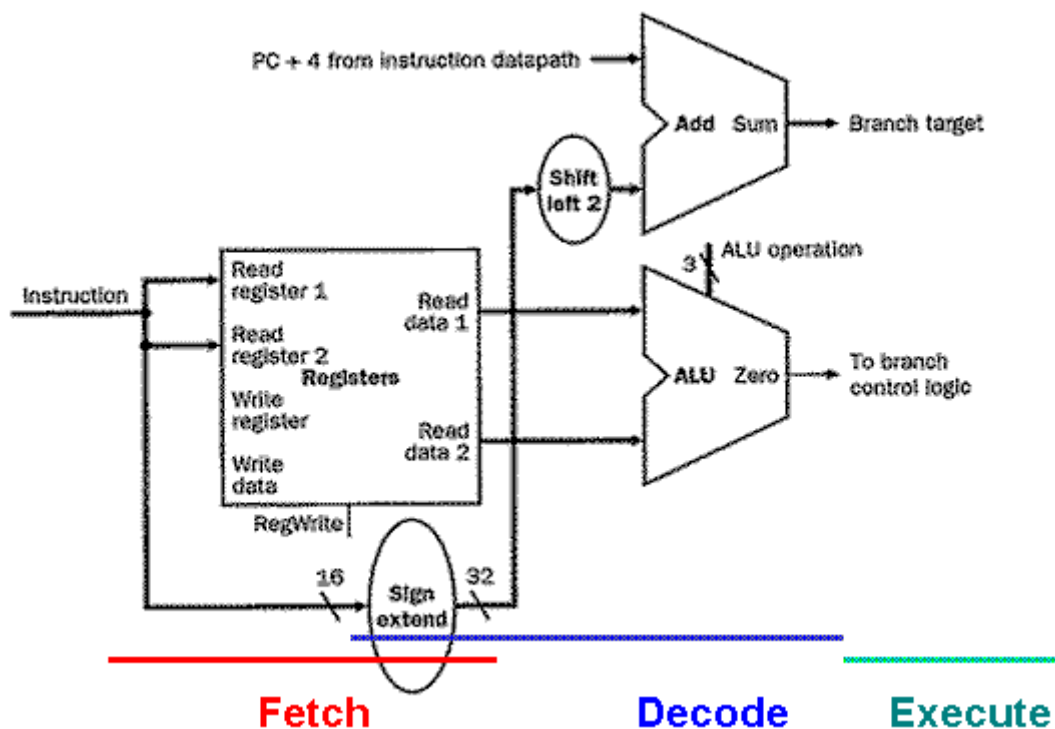 PC + 4 from instruction datapath
Add Sum
Branch target
Shift
left 2
ALU operation
3
Instruction
Read
register 1
Read
data 1
Read
register 2
Registers
ALU Zero
To branch
control logic
Write
register
Read
data 2
Write
data
RegWrite
16
Sign
extend
32
Fetch
Decode
Execute